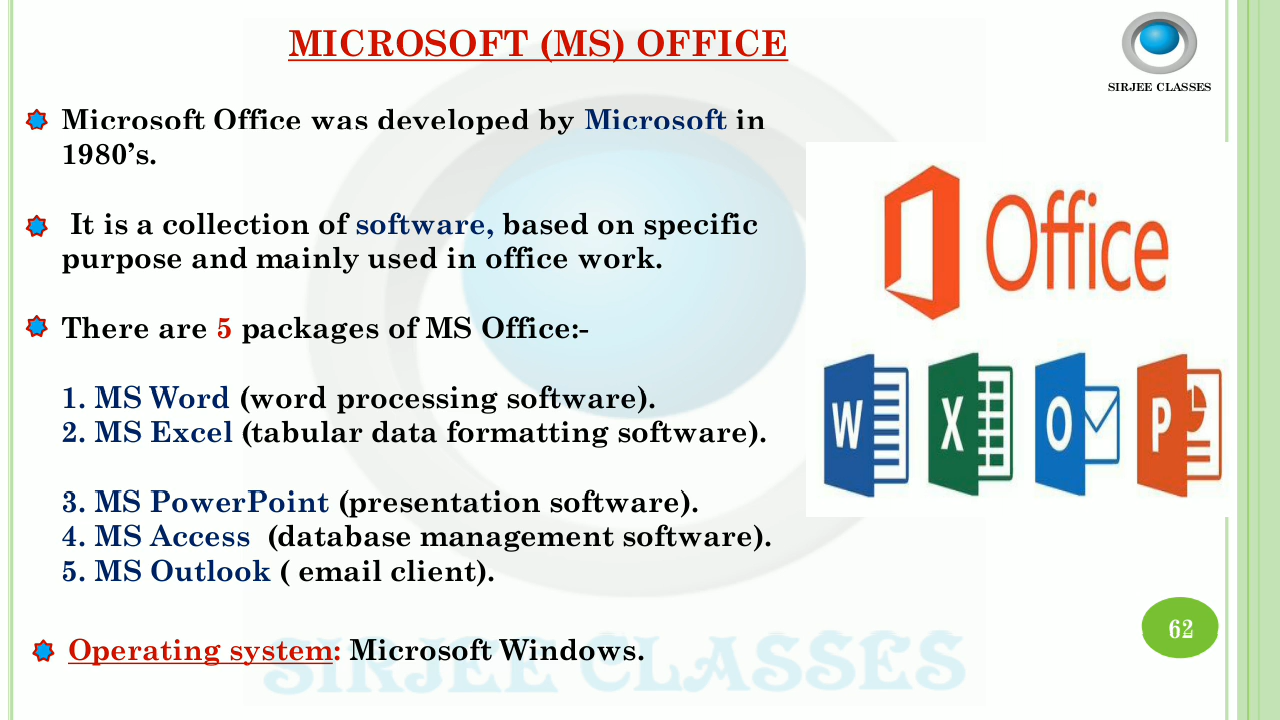 MICROSOFT (MS) OFFICE
SIRJEE CLASSES
Microsoft Office was developed by Microsoft in
1980’s.
It is a collection of software, based on specific
purpose and mainly used in office work.
There are 5 packages of MS Office:-
1. MS Word (word processing software).
2. MS Excel (tabular data formatting software).
3. MS PowerPoint (presentation software).
4. MS Access (database management software).
5. MS Outlook ( email client).
Operating system: Microsoft Windows.
Office
W X O P
62
SIRJEE CLASSES